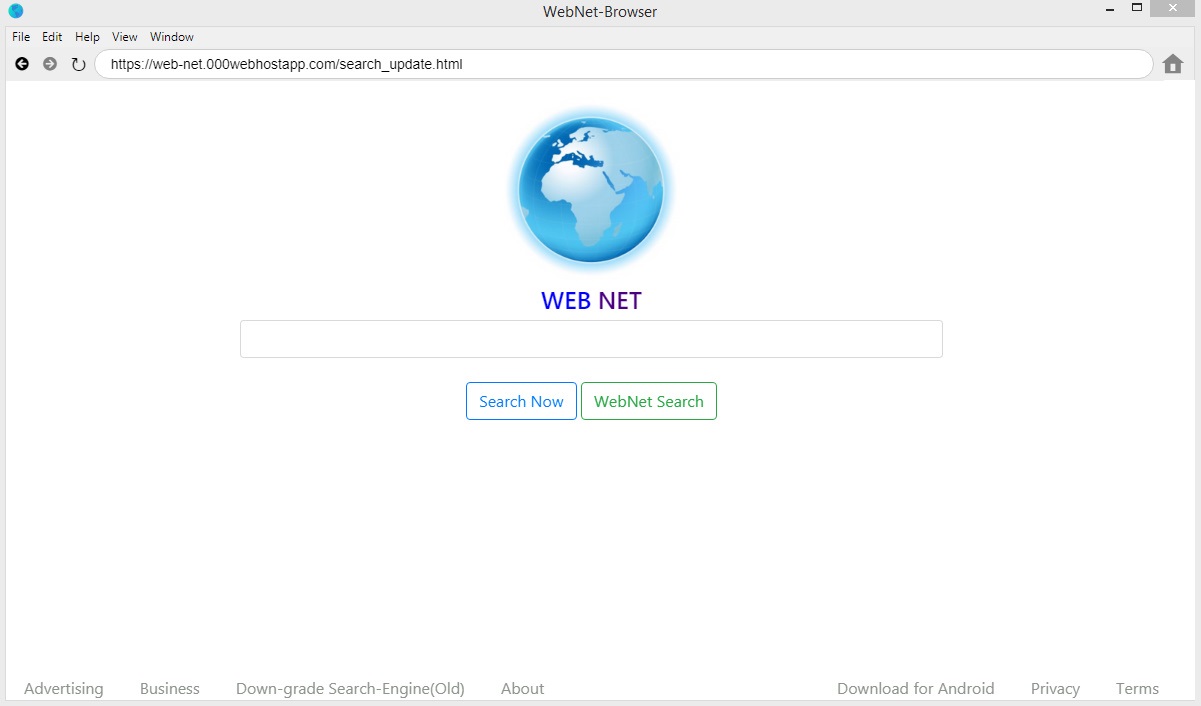 WebNet-Browser
File Edit Help View Window
https://web-net.000webhostapp.com/search_update.html
WEB NET
Search Now WebNet Search
Advertising Business Down-grade Search-Engine(Old) About Download for Android Privacy Terms